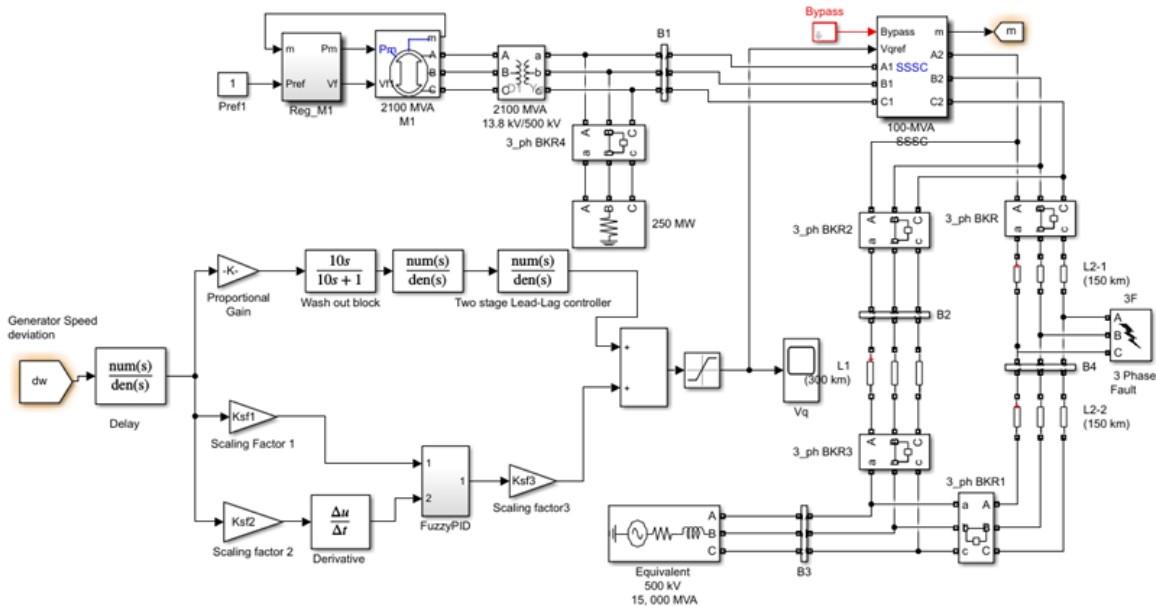 Bypass
B1
m
Pm
Pref
Vf
Reg_M1
1
Pref1
Pm
m
A
B
C
Vf
2100 MVA
M1
A
B
C
a
b
c
2100 MVA
13.8 kV/500 kV
Bypass
m
Vqref
A2
A1
SSSC
B2
B1
C1
C2
100-MVA
SSSC
m
3_ph BKR4
A
B
C
a
b
c
A
B
C
250 MW
3_ph BKR2
A
B
C
a
b
c
3_ph BKR
A
B
C
a
b
c
L2-1
(150 km)
3F
A
B
C
3 Phase
Fault
B2
B4
L1
(300 km)
L2-2
(150 km)
3_ph BKR3
A
B
C
a
b
c
3_ph BKR1
a
A
b
B
c
C
-K-
Proportional
Gain
10s
10s + 1
Wash out block
num(s)
den(s)
num(s)
den(s)
Two stage Lead-Lag controller
Generator Speed
deviation
dw
num(s)
den(s)
Delay
Ksf1
Scaling Factor 1
Ksf2
Scaling factor 2
Δu
Δt
Derivative
1
2
1
FuzzyPID
Ksf3
Scaling factor3
+
+
Vq
A
B
C
Equivalent
500 kV
15, 000 MVA
B3